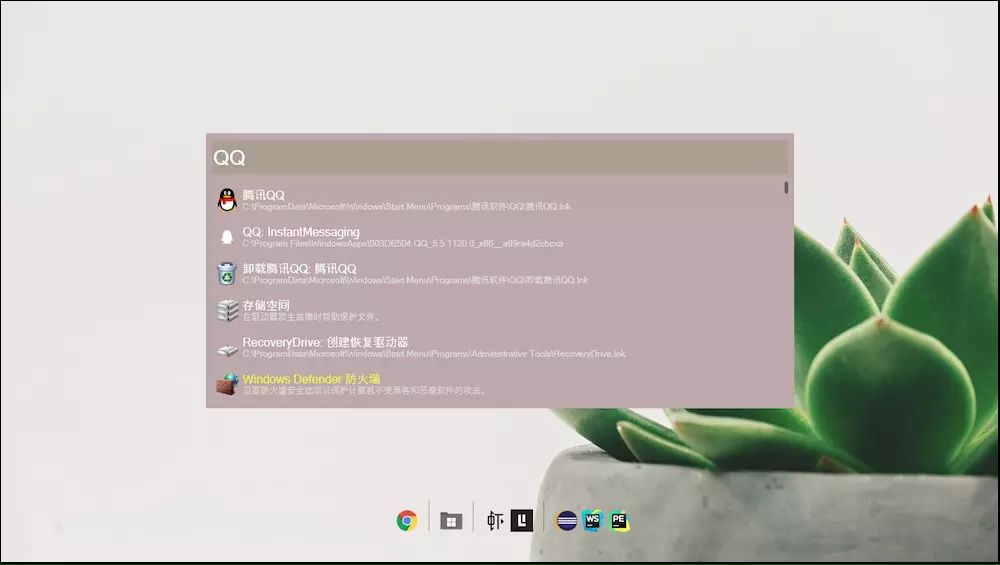 QQ
腾讯QQ
C:\ProgramData\Microsoft\Windows\Start Menu\Programs\腾讯软件\QQ\腾讯QQ.lnk
QQ: InstantMessaging
C:\Program Files\WindowsApps\903DB504.QQ_5.5.1120.0_x86__a99ra4d2cbcxa
卸载腾讯QQ: 腾讯QQ
C:\ProgramData\Microsoft\Windows\Start Menu\Programs\腾讯软件\QQ\卸载腾讯QQ.lnk
存储空间
在驱动器发生故障时帮助保护文件。
RecoveryDrive: 创建恢复驱动器
C:\ProgramData\Microsoft\Windows\Start Menu\Programs\Administrative Tools\RecoveryDrive.lnk
Windows Defender 防火墙
设置防火墙安全选项以保护计算机不受黑客和恶意软件的攻击。
WS
PE